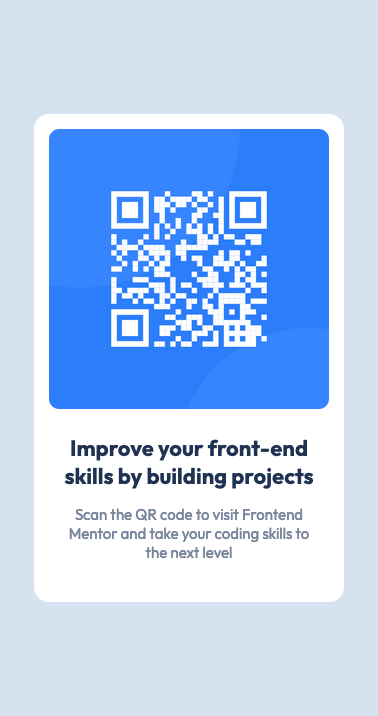 Improve your front-end
skills by building projects
Scan the QR code to visit Frontend
Mentor and take your coding skills to
the next level